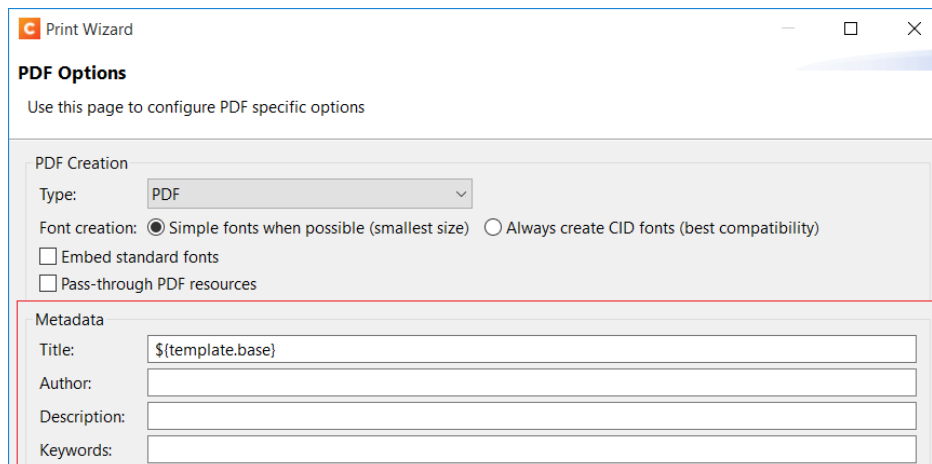 C Print Wizard
PDF Options
Use this page to configure PDF specific options
PDF Creation
Type: PDF
Font creation: Simple fonts when possible (smallest size) Always create CID fonts (best compatibility)
Embed standard fonts
Pass-through PDF resources
Metadata
Title: ${template.base}
Author:
Description:
Keywords: